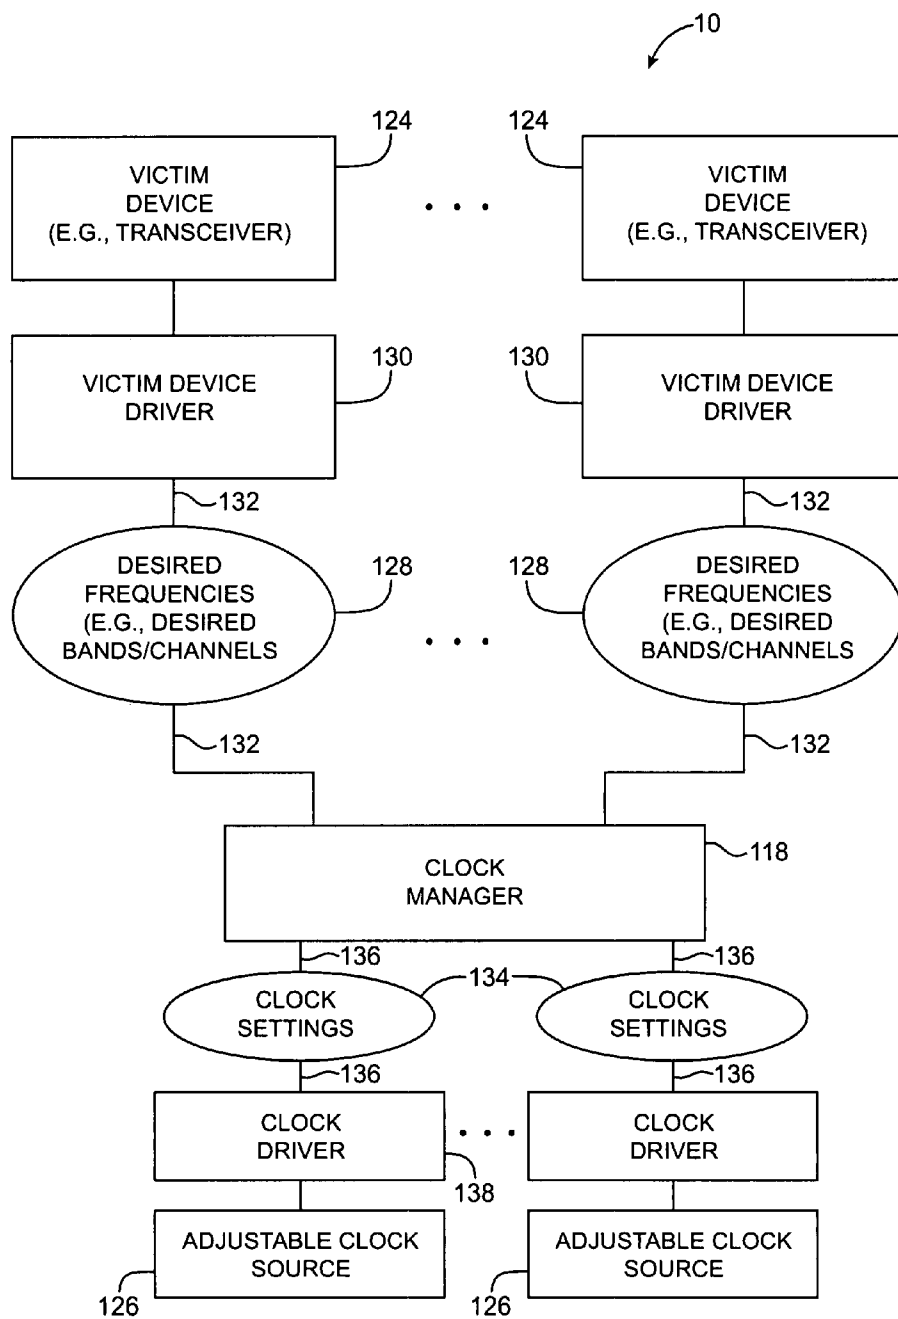 10
124
124
VICTIM
DEVICE
(E.G., TRANSCEIVER)
VICTIM
DEVICE
(E.G., TRANSCEIVER)
130
130
VICTIM DEVICE
DRIVER
VICTIM DEVICE
DRIVER
132
132
DESIRED
FREQUENCIES
(E.G., DESIRED
BANDS/CHANNELS
128
128
DESIRED
FREQUENCIES
(E.G., DESIRED
BANDS/CHANNELS
132
132
CLOCK
MANAGER
118
136
136
134
CLOCK
SETTINGS
CLOCK
SETTINGS
136
136
CLOCK
DRIVER
CLOCK
DRIVER
138
ADJUSTABLE CLOCK
SOURCE
ADJUSTABLE CLOCK
SOURCE
126
126